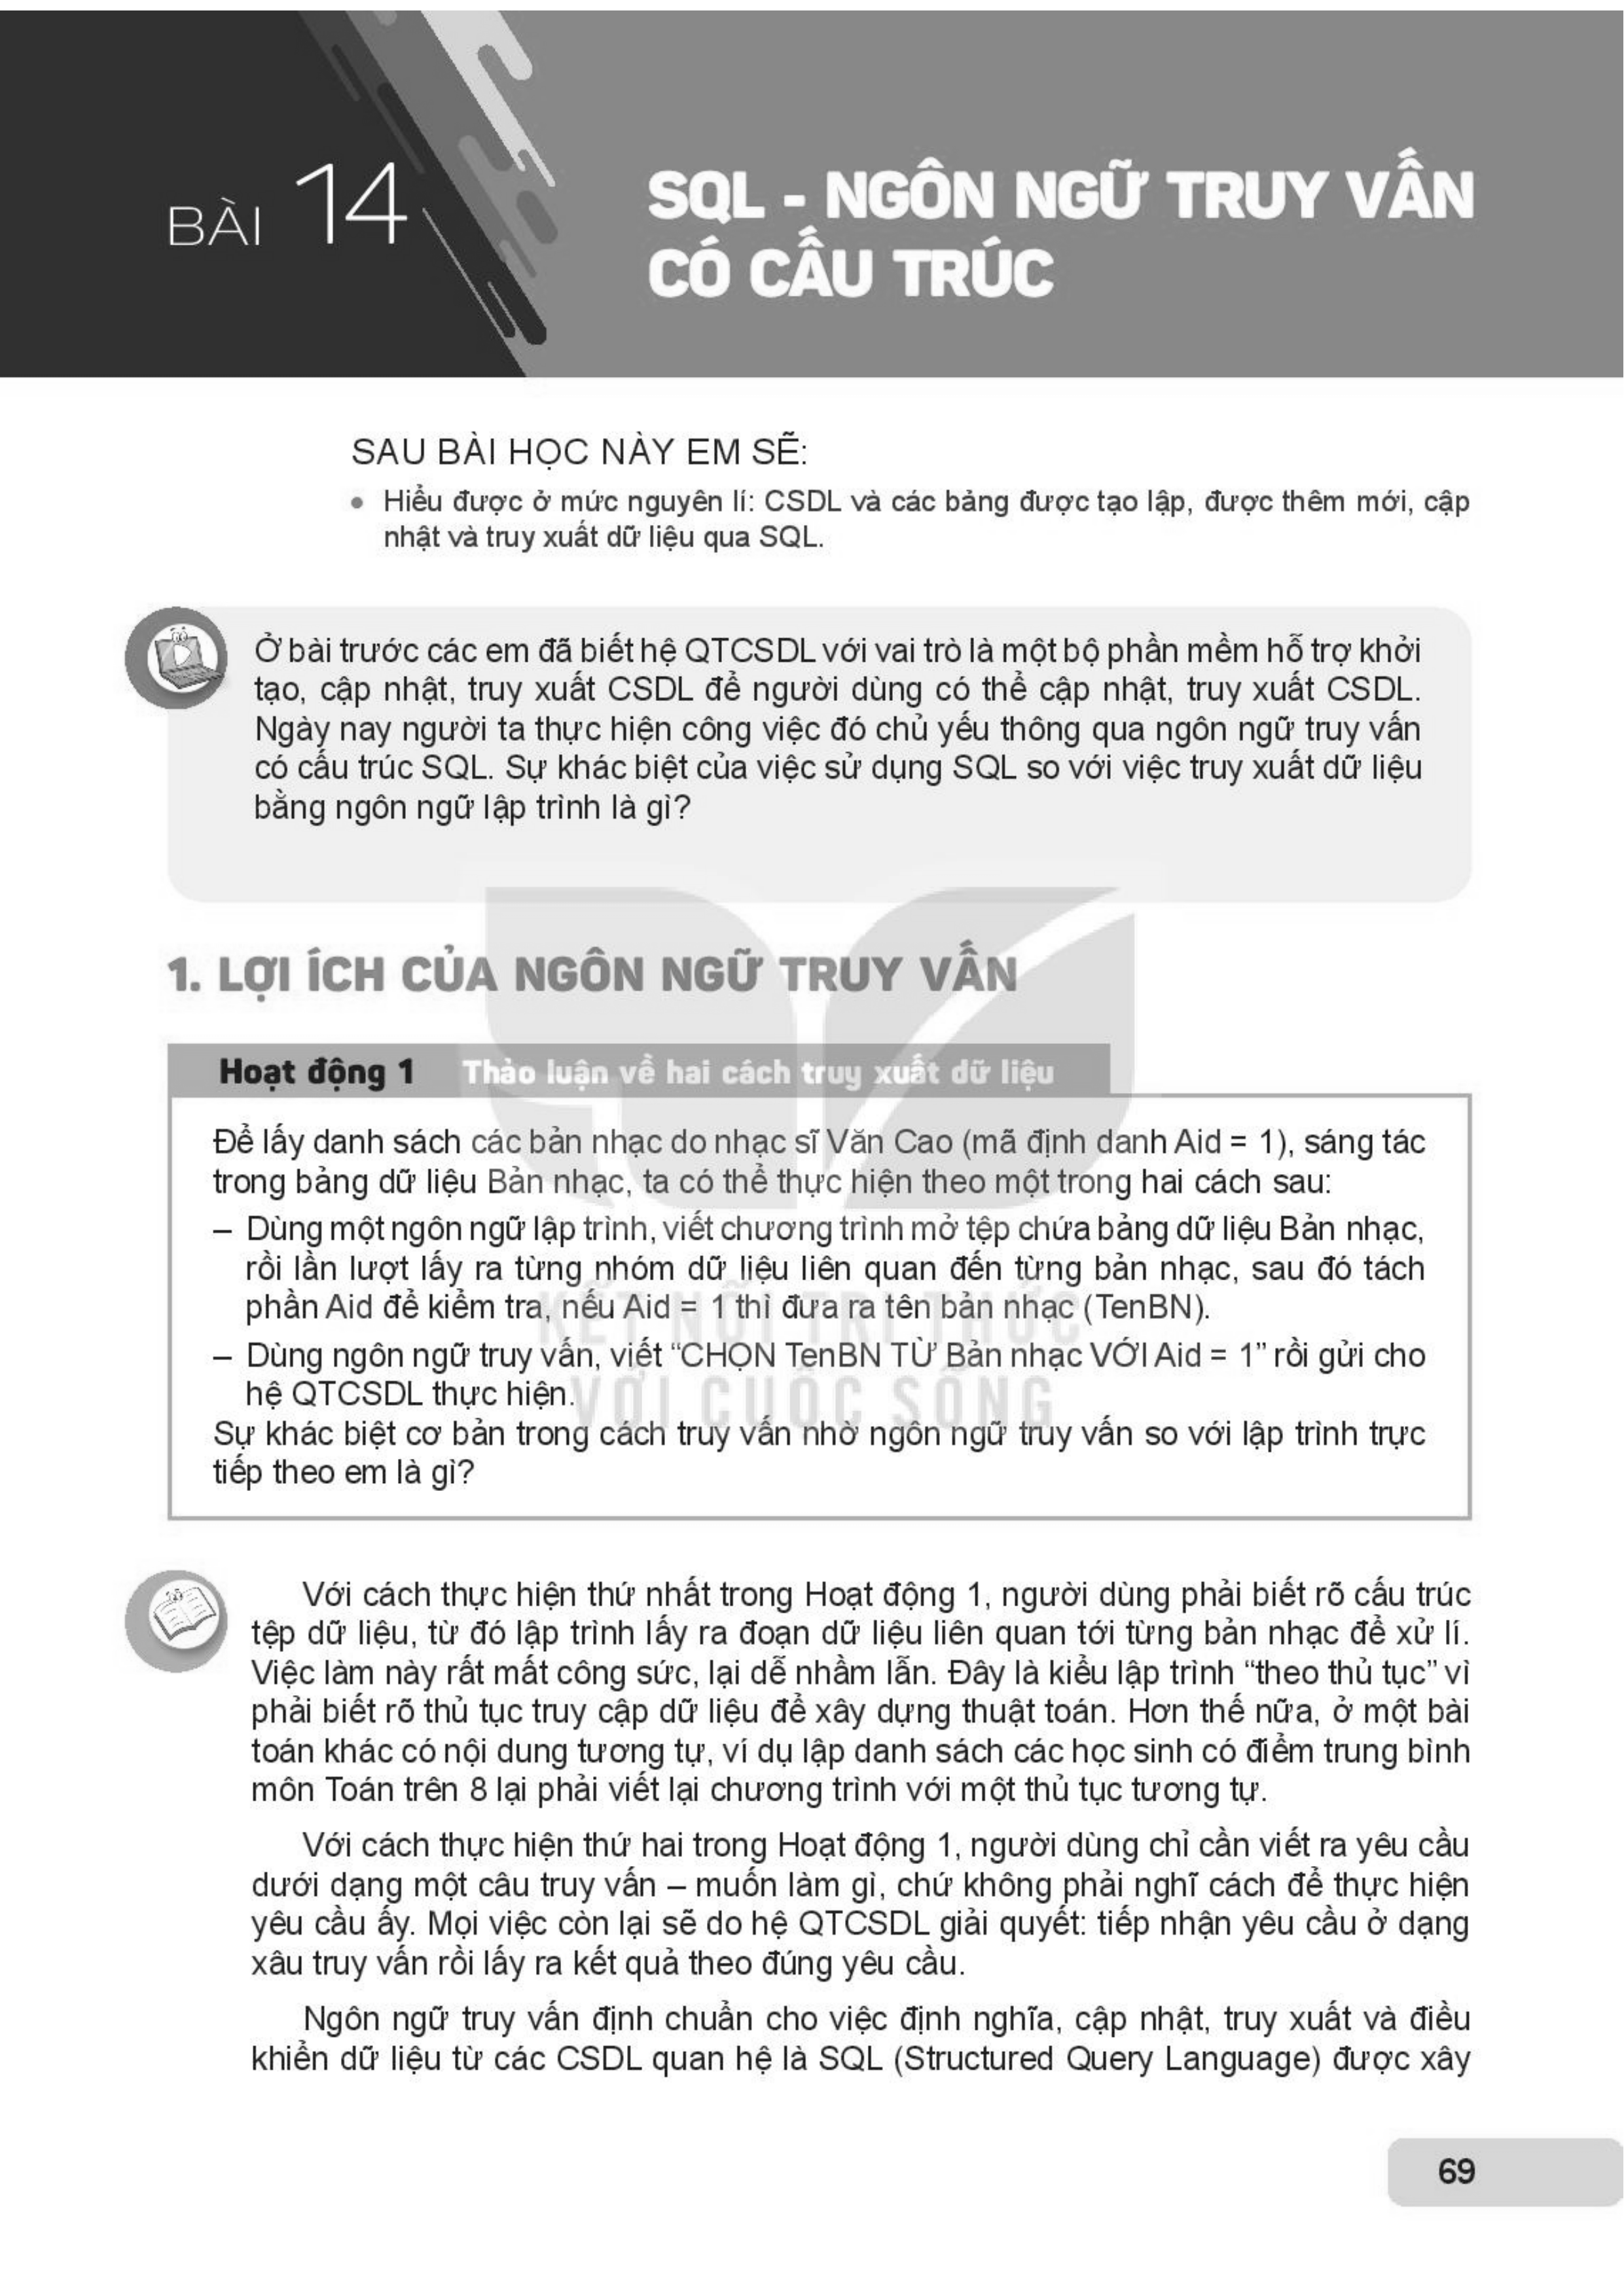 BÀI 14
SQL - NGÔN NGỮ TRUY VẤN
CÓ CẤU TRÚC
SAU BÀI HỌC NÀY EM SẼ:
• Hiểu được ở mức nguyên lí: CSDL và các bảng được tạo lập, được thêm mới, cập
nhật và truy xuất dữ liệu qua SQL.
Ở bài trước các em đã biết hệ QTCSDL với vai trò là một bộ phần mềm hỗ trợ khởi
tạo, cập nhật, truy xuất CSDL để người dùng có thể cập nhật, truy xuất CSDL.
Ngày nay người ta thực hiện công việc đó chủ yếu thông qua ngôn ngữ truy vấn
có cấu trúc SQL. Sự khác biệt của việc sử dụng SQL so với việc truy xuất dữ liệu
bằng ngôn ngữ lập trình là gì?
1. LỢI ÍCH CỦA NGÔN NGỮ TRUY VẤN
Hoạt động 1 Thảo luận về hai cách truy xuất dữ liệu
Để lấy danh sách các bản nhạc do nhạc sĩ Văn Cao (mã định danh Aid = 1), sáng tác
trong bảng dữ liệu Bản nhạc, ta có thể thực hiện theo một trong hai cách sau:
– Dùng một ngôn ngữ lập trình, viết chương trình mở tệp chứa bảng dữ liệu Bản nhạc,
rồi lần lượt lấy ra từng nhóm dữ liệu liên quan đến từng bản nhạc, sau đó tách
phần Aid để kiểm tra, nếu Aid = 1 thì đưa ra tên bản nhạc (TenBN).
– Dùng ngôn ngữ truy vấn, viết “CHỌN TenBN TỪ Bản nhạc VỚI Aid = 1” rồi gửi cho
hệ QTCSDL thực hiện.
Sự khác biệt cơ bản trong cách truy vấn nhờ ngôn ngữ truy vấn so với lập trình trực
tiếp theo em là gì?
KẾT NỐI TRI THỨC
VỚI CUỘC SỐNG
Với cách thực hiện thứ nhất trong Hoạt động 1, người dùng phải biết rõ cấu trúc
tệp dữ liệu, từ đó lập trình lấy ra đoạn dữ liệu liên quan tới từng bản nhạc để xử lí.
Việc làm này rất mất công sức, lại dễ nhầm lẫn. Đây là kiểu lập trình “theo thủ tục” vì
phải biết rõ thủ tục truy cập dữ liệu để xây dựng thuật toán. Hơn thế nữa, ở một bài
toán khác có nội dung tương tự, ví dụ lập danh sách các học sinh có điểm trung bình
môn Toán trên 8 lại phải viết lại chương trình với một thủ tục tương tự.
Với cách thực hiện thứ hai trong Hoạt động 1, người dùng chỉ cần viết ra yêu cầu
dưới dạng một câu truy vấn – muốn làm gì, chứ không phải nghĩ cách để thực hiện
yêu cầu ấy. Mọi việc còn lại sẽ do hệ QTCSDL giải quyết: tiếp nhận yêu cầu ở dạng
xâu truy vấn rồi lấy ra kết quả theo đúng yêu cầu.
Ngôn ngữ truy vấn định chuẩn cho việc định nghĩa, cập nhật, truy xuất và điều
khiển dữ liệu từ các CSDL quan hệ là SQL (Structured Query Language) được xây
69